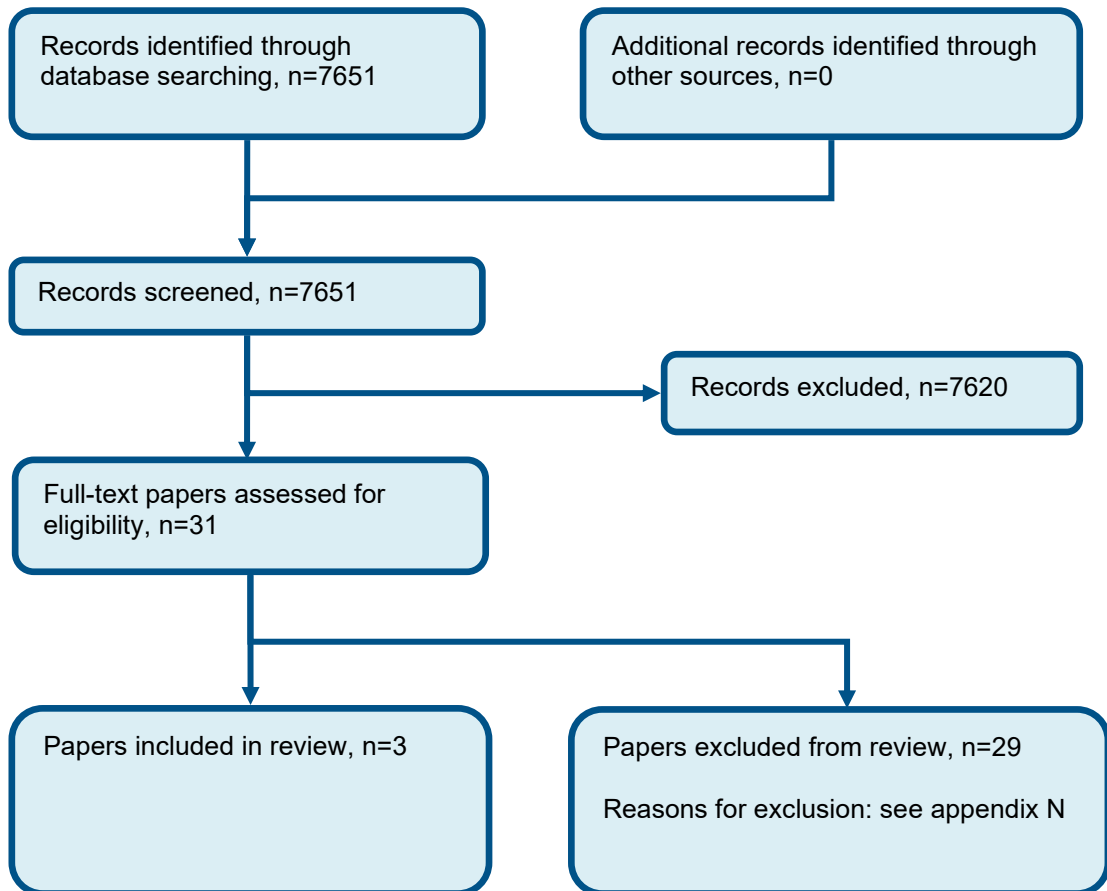 Records identified through
database searching, n=7651
Additional records identified through
other sources, n=0
Records screened, n=7651
Records excluded, n=7620
Full-text papers assessed for
eligibility, n=31
Papers included in review, n=3
Papers excluded from review, n=29
Reasons for exclusion: see appendix N